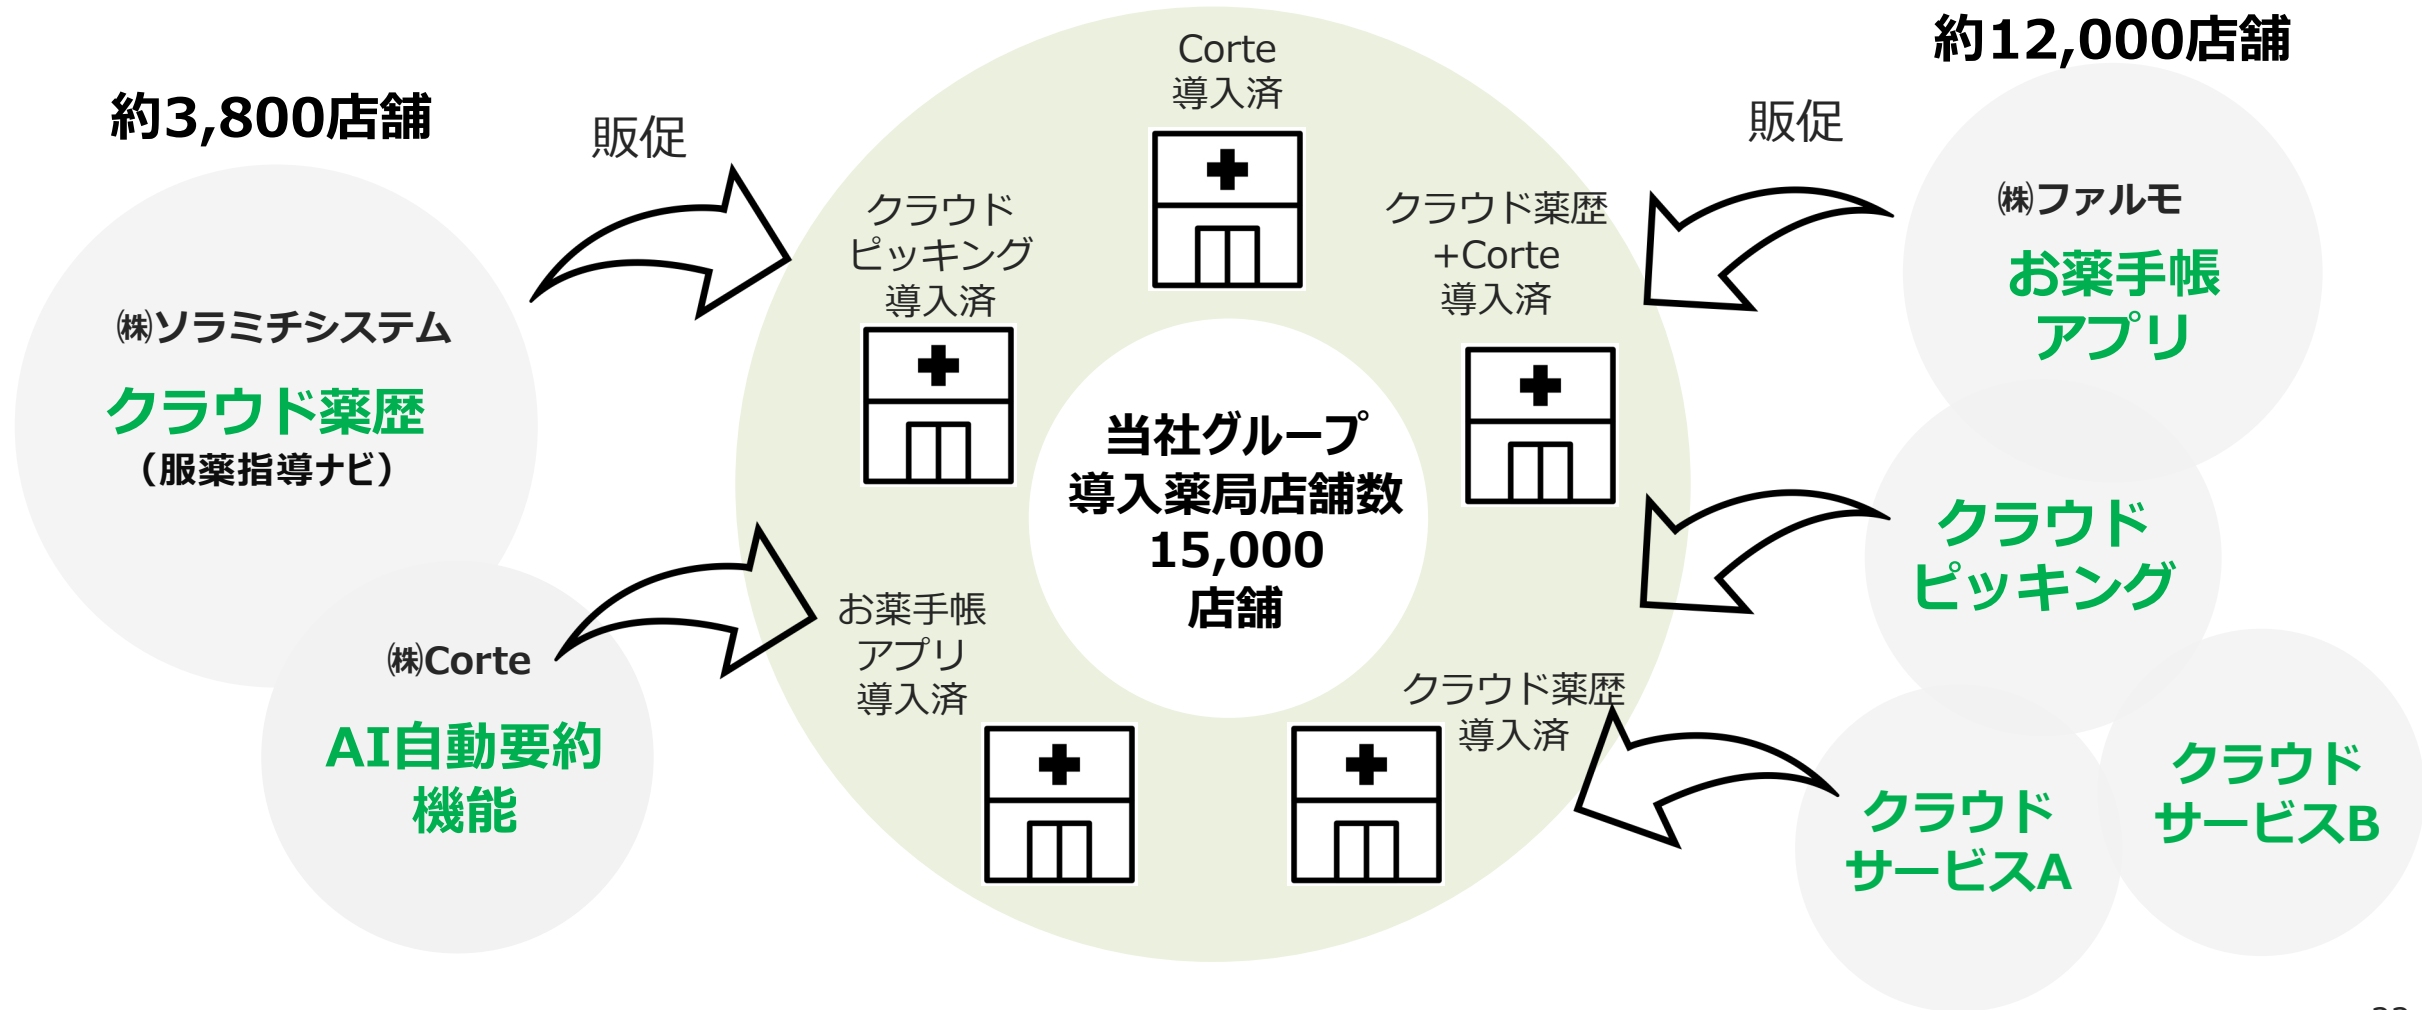 約3,800店舗
㈱ソラミチシステム
クラウド薬歴
（服薬指導ナビ）
㈱Corte
AI自動要約
機能
販促
Corte
導入済
クラウド
ピッキング
導入済
クラウド薬歴
+Corte
導入済
当社グループ
導入薬局店舗数
15,000
店舗
お薬手帳
アプリ
導入済
クラウド薬歴
導入済
販促
約12,000店舗
㈱ファルモ
お薬手帳
アプリ
クラウド
ピッキング
クラウド
サービスA
クラウド
サービスB